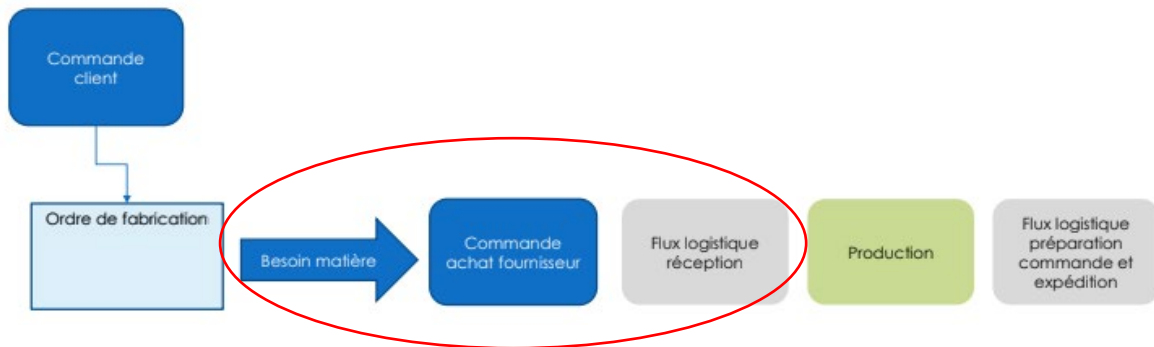 Commande
client
Ordre de fabrication
Besoin matière
Commande
achat fournisseur
Flux logistique
réception
Production
Flux logistique
préparation
commande et
expédition